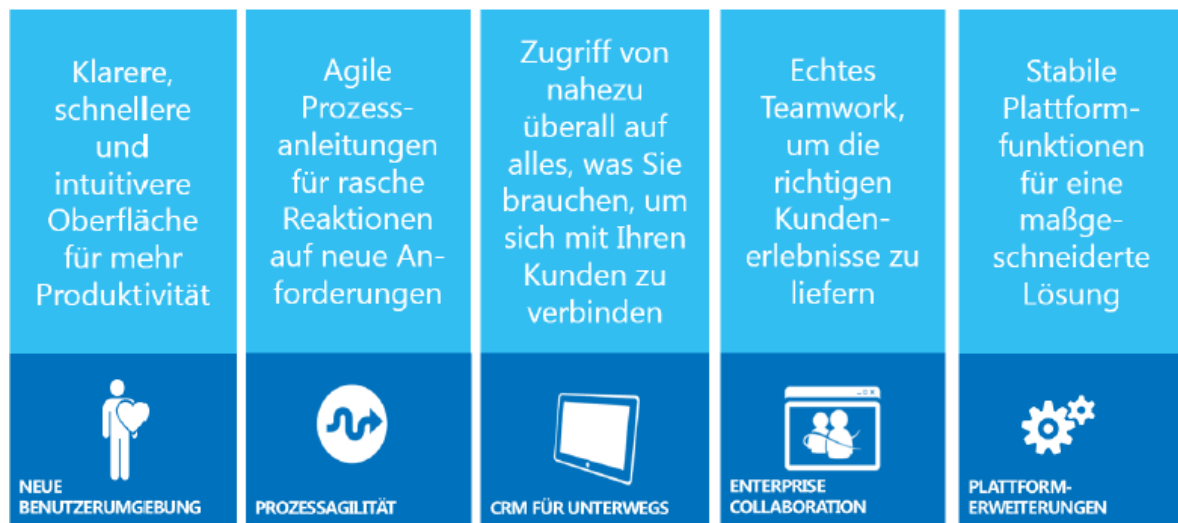 Klarere,
schnellere
und
intuitivere
Oberfläche
für mehr
Produktivität
NEUE
BENUTZERUMGEBUNG
Agile
Prozess-
anleitungen
für rasche
Reaktionen
auf neue An-
forderungen
PROZESSAGILITÄT
Zugriff von
nahezu
überall auf
alles, was Sie
brauchen, um
sich mit Ihren
Kunden zu
verbinden
CRM FÜR UNTERWEGS
Echtes
Teamwork,
um die
richtigen
Kunden-
erlebnisse zu
liefern
ENTERPRISE
COLLABORATION
Stabile
Plattform-
funktionen
für eine
maßge-
schneiderte
Lösung
PLATTFORM-
ERWEITERUNGEN